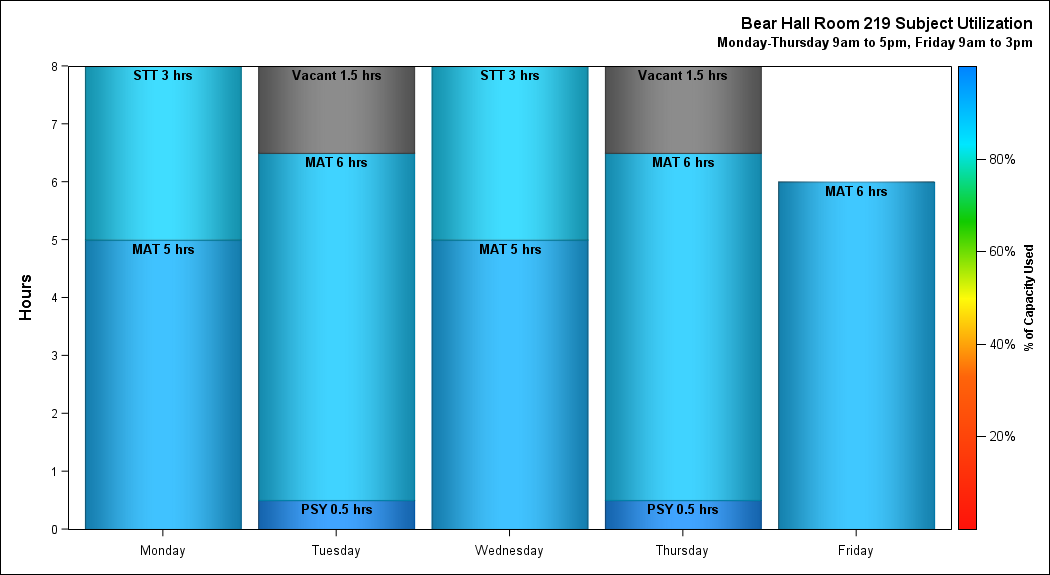 Bear Hall Room 219 Subject Utilization
Monday-Thursday 9am to 5pm, Friday 9am to 3pm
8
7
6
5
4
3
2
1
0
Hours
STT 3 hrs
MAT 5 hrs
Vacant 1.5 hrs
MAT 6 hrs
PSY 0.5 hrs
STT 3 hrs
MAT 5 hrs
Vacant 1.5 hrs
MAT 6 hrs
PSY 0.5 hrs
MAT 6 hrs
Monday
Tuesday
Wednesday
Thursday
Friday
80%
60%
40%
20%
% of Capacity Used